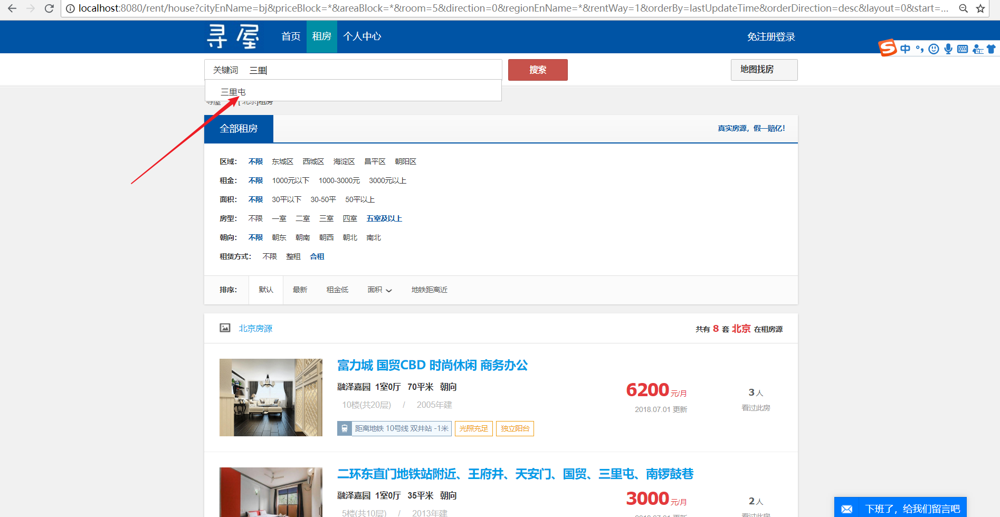 localhost:8080/rent/house?cityEnName=bj&priceBlock=*&areaBlock=*&room=5&direction=0&regionEnName=*&rentWay=1&orderBy=lastUpdateTime&orderDirection=desc&layout=0&start=...
寻屋 首页 租房 个人中心 免注册登录
中
关键词 三里 搜索 地图找房
三里屯
寻屋 [北京]租房
全部租房 真实房源，假一赔亿！
区域： 不限 东城区 西城区 海淀区 昌平区 朝阳区
租金： 不限 1000元以下 1000-3000元 3000元以上
面积： 不限 30平以下 30-50平 50平以上
房型： 不限 一室 二室 三室 四室 五室及以上
朝向： 不限 朝东 朝南 朝西 朝北 南北
租赁方式： 不限 整租 合租
排序： 默认 最新 租金低 面积 地铁距离近
北京房源 共有 8 套 北京 在租房源
富力城 国贸CBD 时尚休闲 商务办公
融泽嘉园 1室0厅 70平米 朝向
6200元/月 3人
10楼(共20层) / 2005年建
2018.07.01 更新 看过此房
距离地铁 10号线 双井站 -1米 光照充足 独立阳台
二环东直门地铁站附近、王府井、天安门、国贸、三里屯、南锣鼓巷
融泽嘉园 1室0厅 35平米 朝向
3000元/月 2人
5楼(共10层) / 2013年建
2018.07.01 更新 看过此房
下班了，给我们留言吧